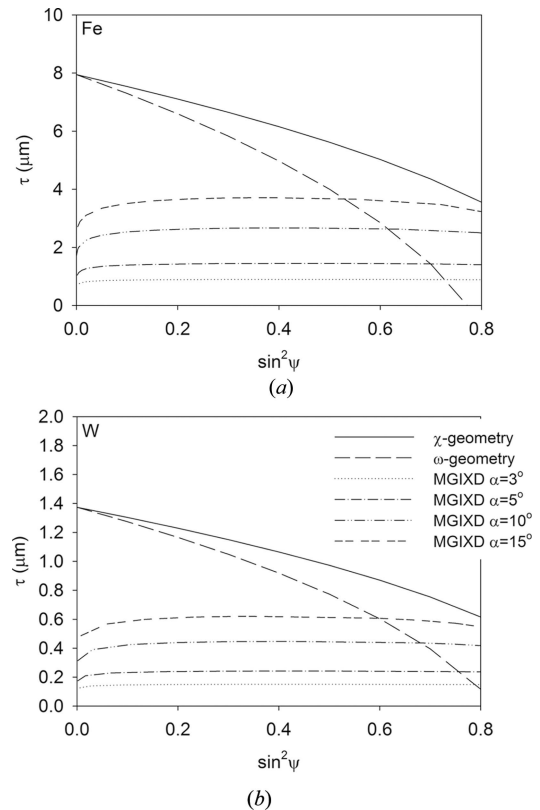 Fe
10
8
6
4
2
0
τ (μm)
0.0 0.2 0.4 0.6 0.8
sin²ψ
(a)
W
2.0
1.8
1.6
1.4
1.2
1.0
0.8
0.6
0.4
0.2
0.0
τ (μm)
χ-geometry
ω-geometry
MGIXD α=3°
MGIXD α=5°
MGIXD α=10°
MGIXD α=15°
0.0 0.2 0.4 0.6 0.8
sin²ψ
(b)